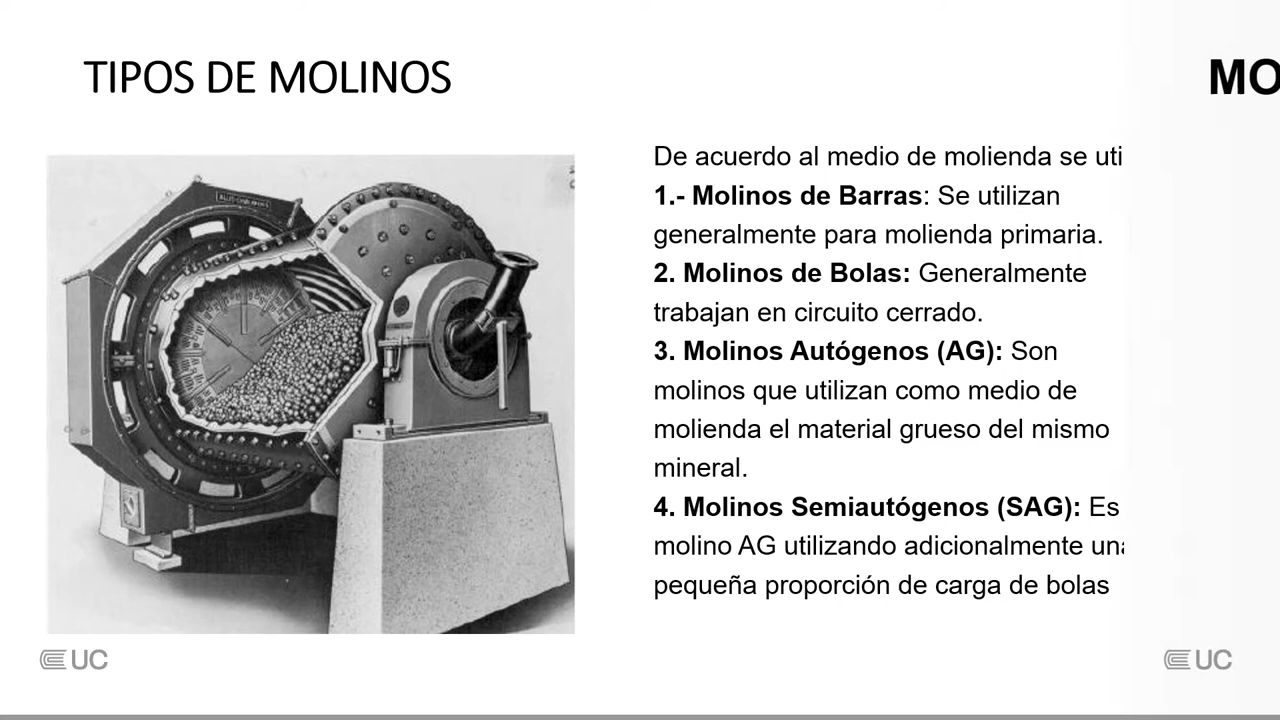 TIPOS DE MOLINOS
MO
De acuerdo al medio de molienda se uti
1.- Molinos de Barras: Se utilizan
generalmente para molienda primaria.
2. Molinos de Bolas: Generalmente
trabajan en circuito cerrado.
3. Molinos Autógenos (AG): Son
molinos que utilizan como medio de
molienda el material grueso del mismo
mineral.
4. Molinos Semiautógenos (SAG): Es
molino AG utilizando adicionalmente una
pequeña proporción de carga de bolas
UC
UC